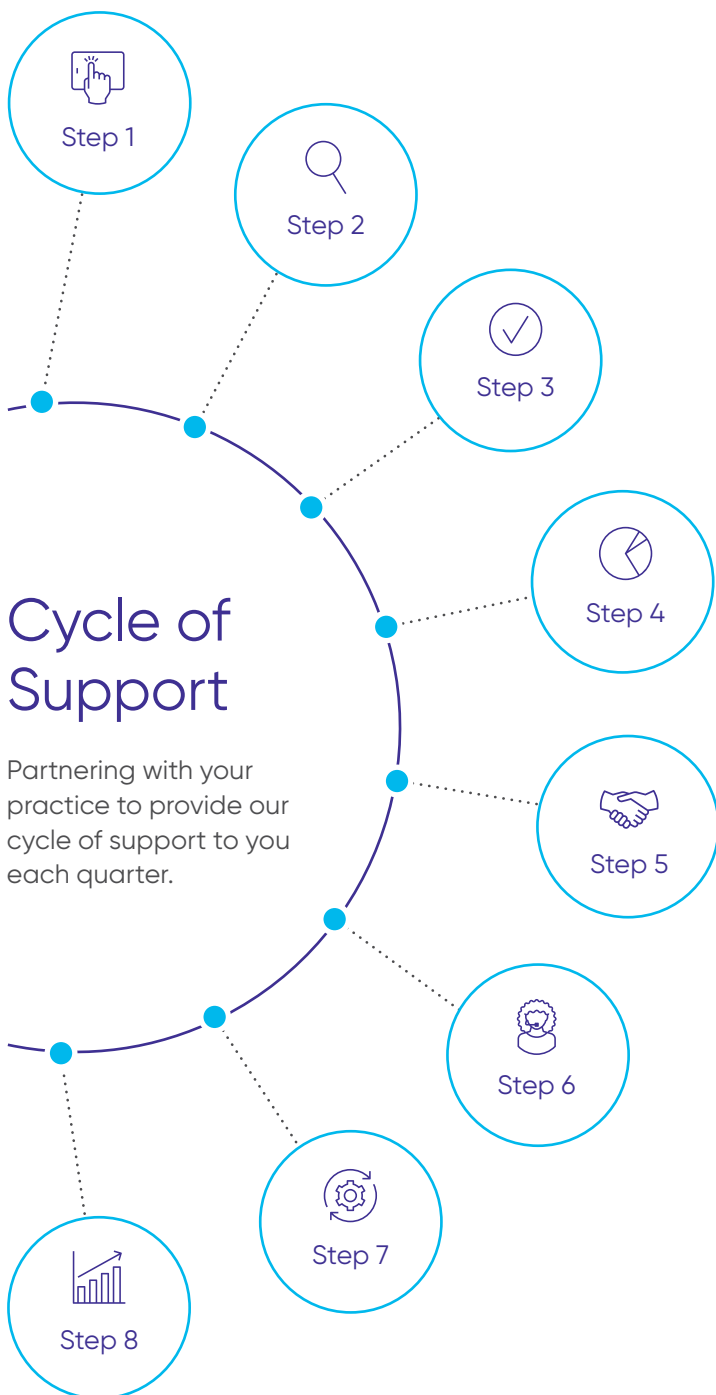 Step 1
Step 2
Step 3
Step 4
Cycle of
Support
Partnering with your
practice to provide our
cycle of support to you
each quarter.
Step 5
Step 6
Step 7
Step 8